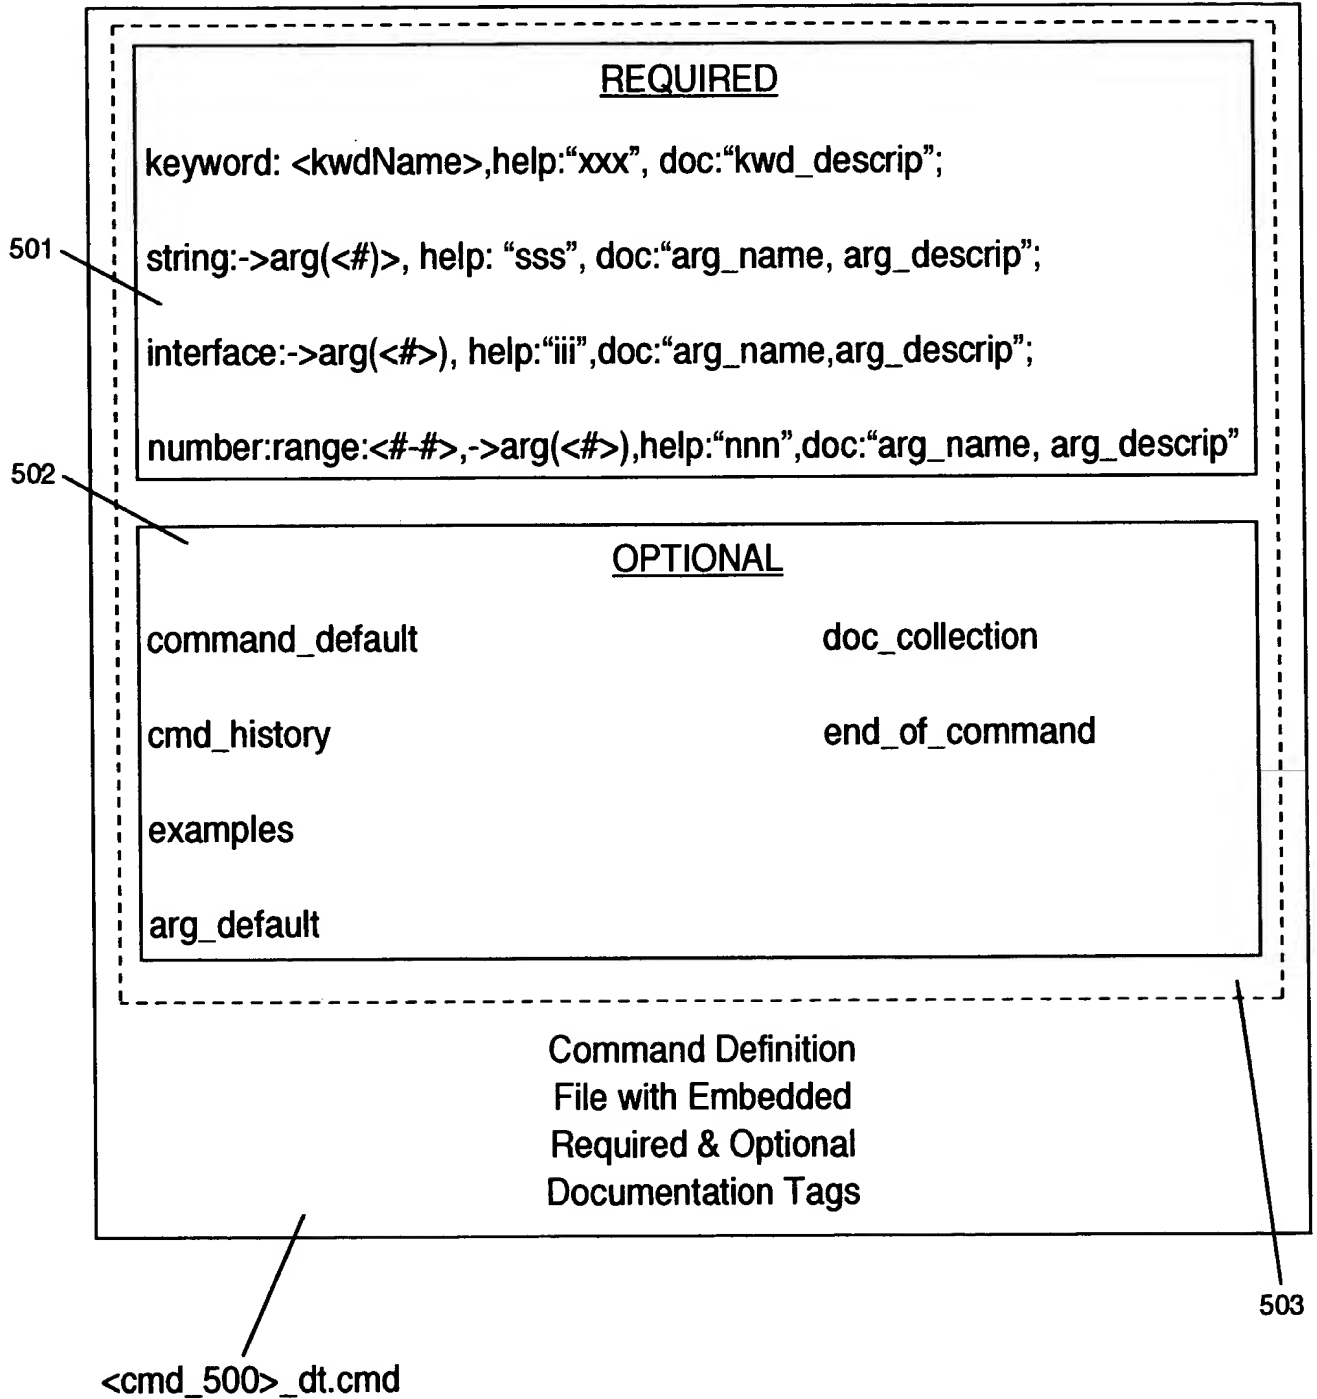 REQUIRED
keyword: <kwdName>,help:“xxx”, doc:“kwd_descrip”;
501
string:->arg(<#)>, help: “sss”, doc:“arg_name, arg_descrip”;
interface:->arg(<#>), help:“iii”,doc:“arg_name,arg_descrip”;
number:range:<#-#>,->arg(<#>),help:“nnn”,doc:“arg_name, arg_descrip”
502
OPTIONAL
command_default doc_collection
cmd_history end_of_command
examples
arg_default
Command Definition
File with Embedded
Required & Optional
Documentation Tags
503
<cmd_500>_dt.cmd